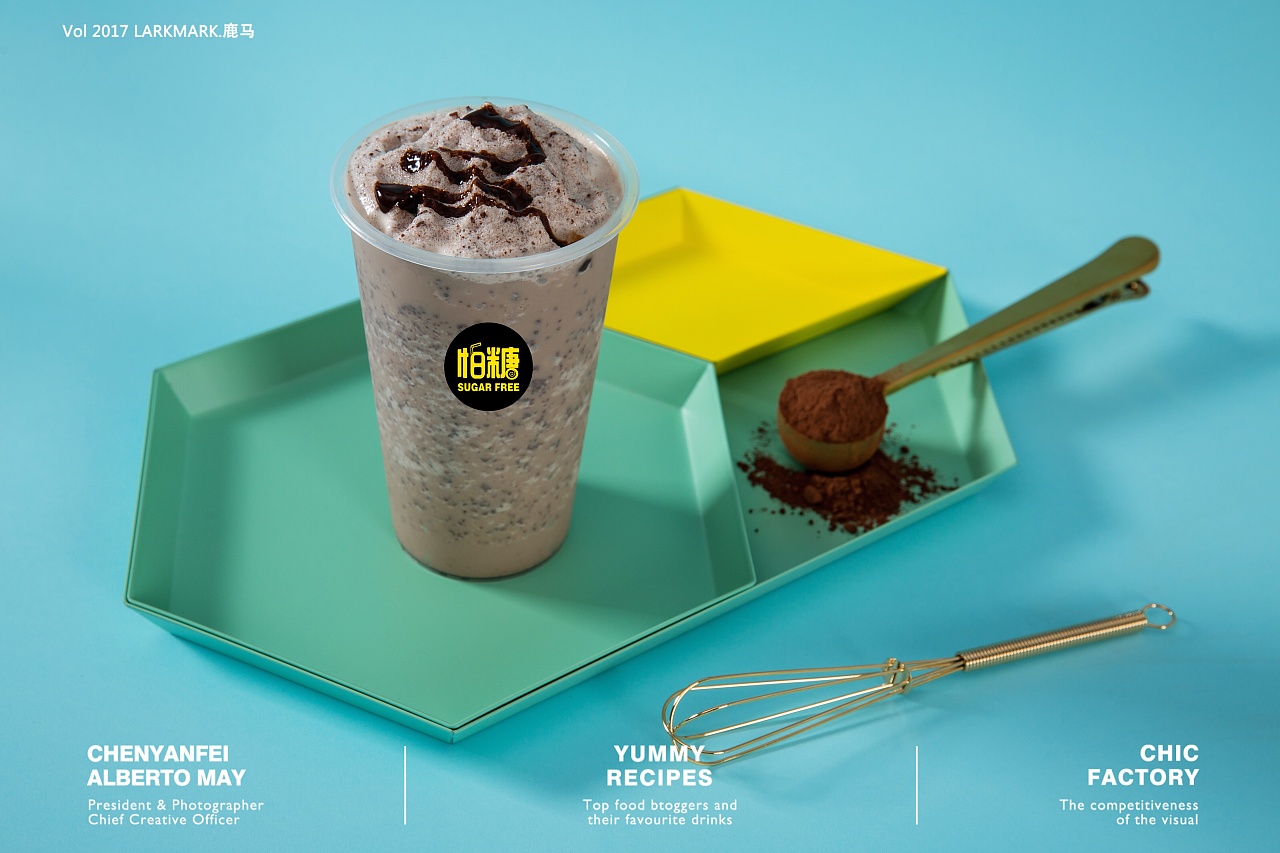 Vol 2017 LARKMARK.鹿马
怕糖
SUGAR FREE
CHENYANFEI
ALBERTO MAY
President & Photographer
Chief Creative Officer
YUMMY
RECIPES
Top food btoggers and
their favourite drinks
CHIC
FACTORY
The competitiveness
of the visual